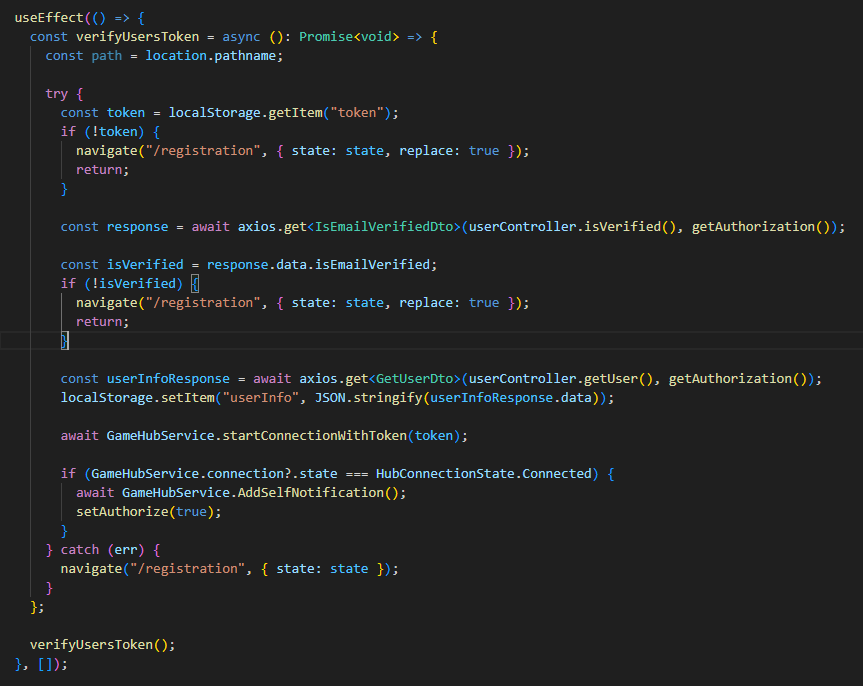 useEffect(() => {
const verifyUsersToken = async (): Promise<void> => {
const path = location.pathname;
try {
const token = localStorage.getItem("token");
if (!token) {
navigate("/registration", { state: state, replace: true });
return;
}
const response = await axios.get<IsEmailVerifiedDto>(userController.isVerified(), getAuthorization());
const isVerified = response.data.isEmailVerified;
if (!isVerified) {
navigate("/registration", { state: state, replace: true });
return;
}
const userInfoResponse = await axios.get<GetUserDto>(userController.getUser(), getAuthorization());
localStorage.setItem("userInfo", JSON.stringify(userInfoResponse.data));
await GameHubService.startConnectionWithToken(token);
if (GameHubService.connection?.state === HubConnectionState.Connected) {
await GameHubService.AddSelfNotification();
setAuthorize(true);
}
} catch (err) {
navigate("/registration", { state: state });
}
};
verifyUsersToken();
}, []);